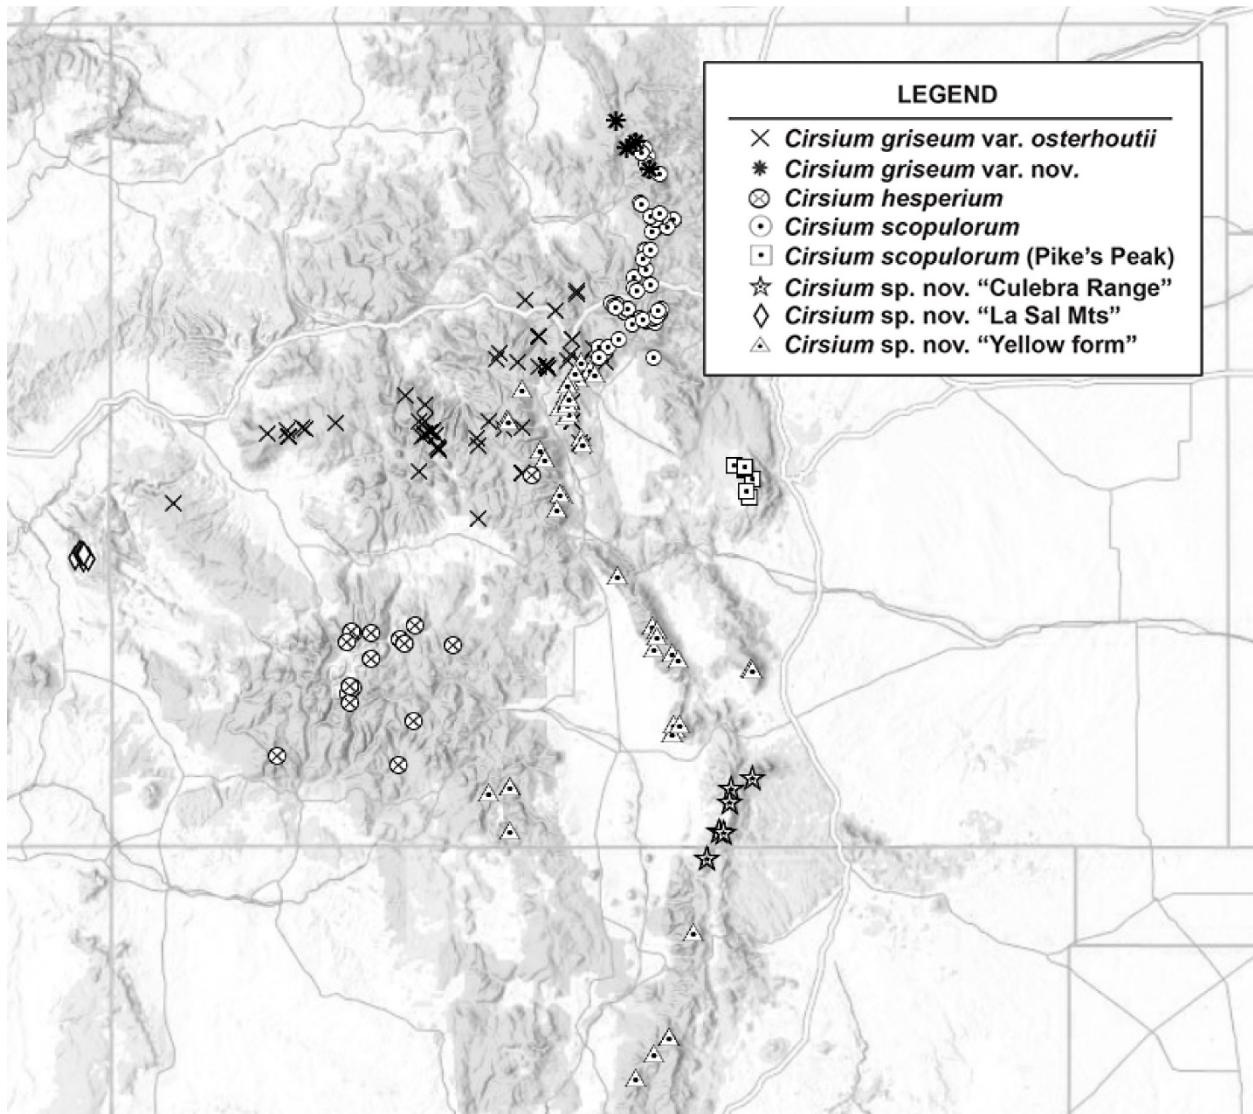 LEGEND
Cirsium griseum var. osterhoutii
Cirsium griseum var. nov.
Cirsium hesperium
Cirsium scopulorum
Cirsium scopulorum (Pike's Peak)
Cirsium sp. nov. “Culebra Range”
Cirsium sp. nov. “La Sal Mts”
Cirsium sp. nov. “Yellow form”